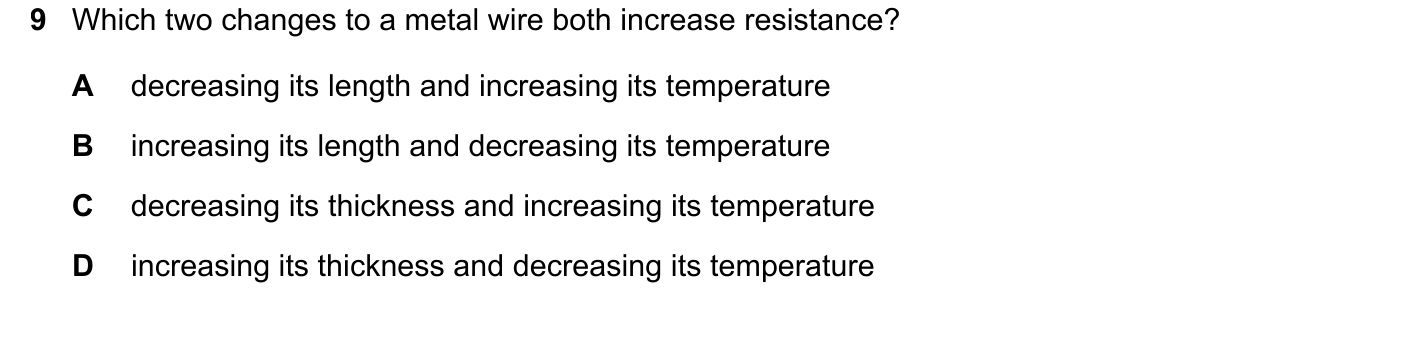 9 Which two changes to a metal wire both increase resistance?
A decreasing its length and increasing its temperature
B increasing its length and decreasing its temperature
C decreasing its thickness and increasing its temperature
D increasing its thickness and decreasing its temperature